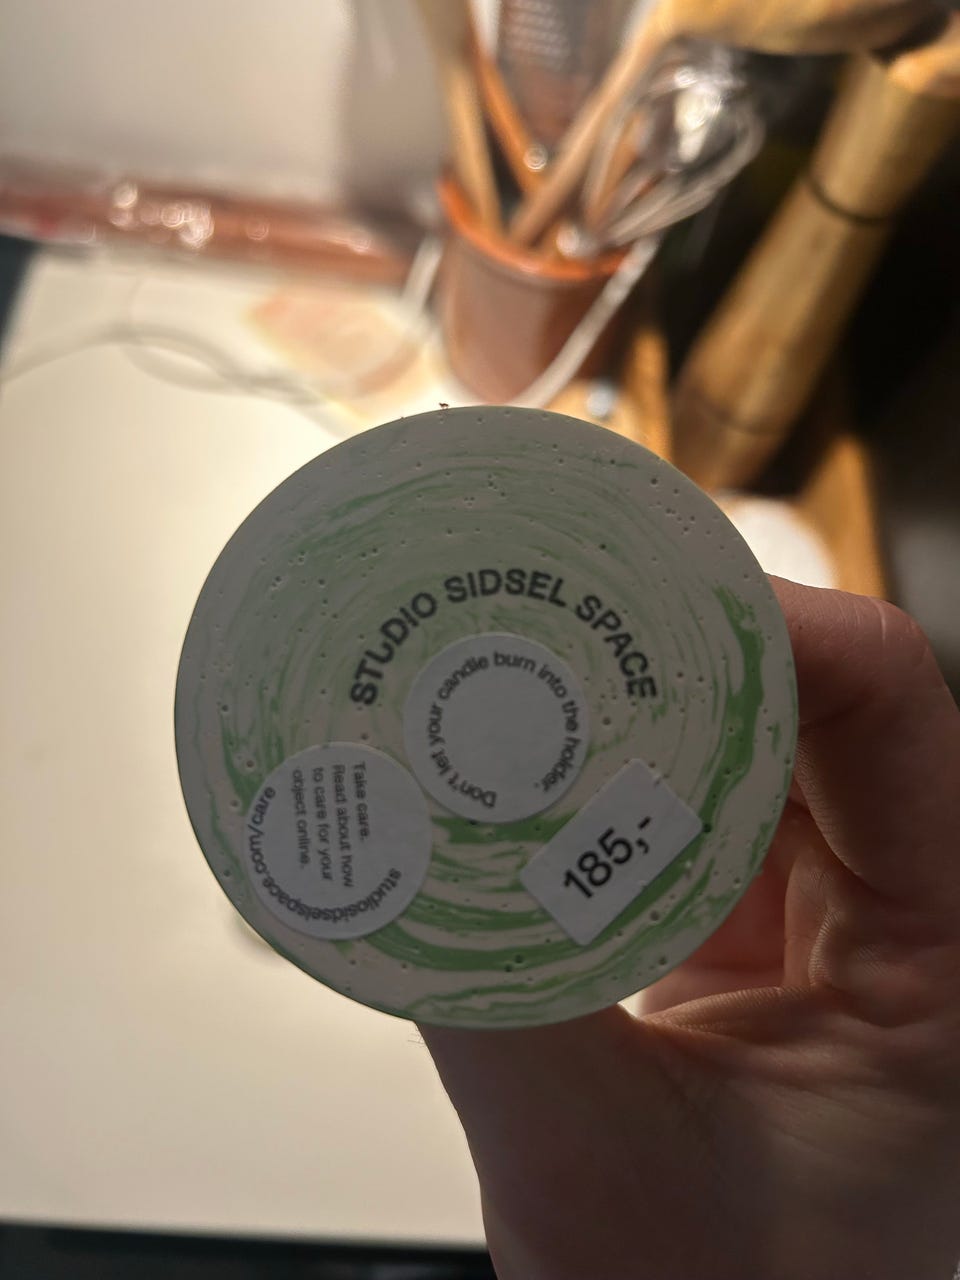 STUDIO SIDSEL SPACE
Don't let your candle burn into the holder.
Take care.
Read about how
to care for your
object online.
studiosidselspace.com/care
185,-